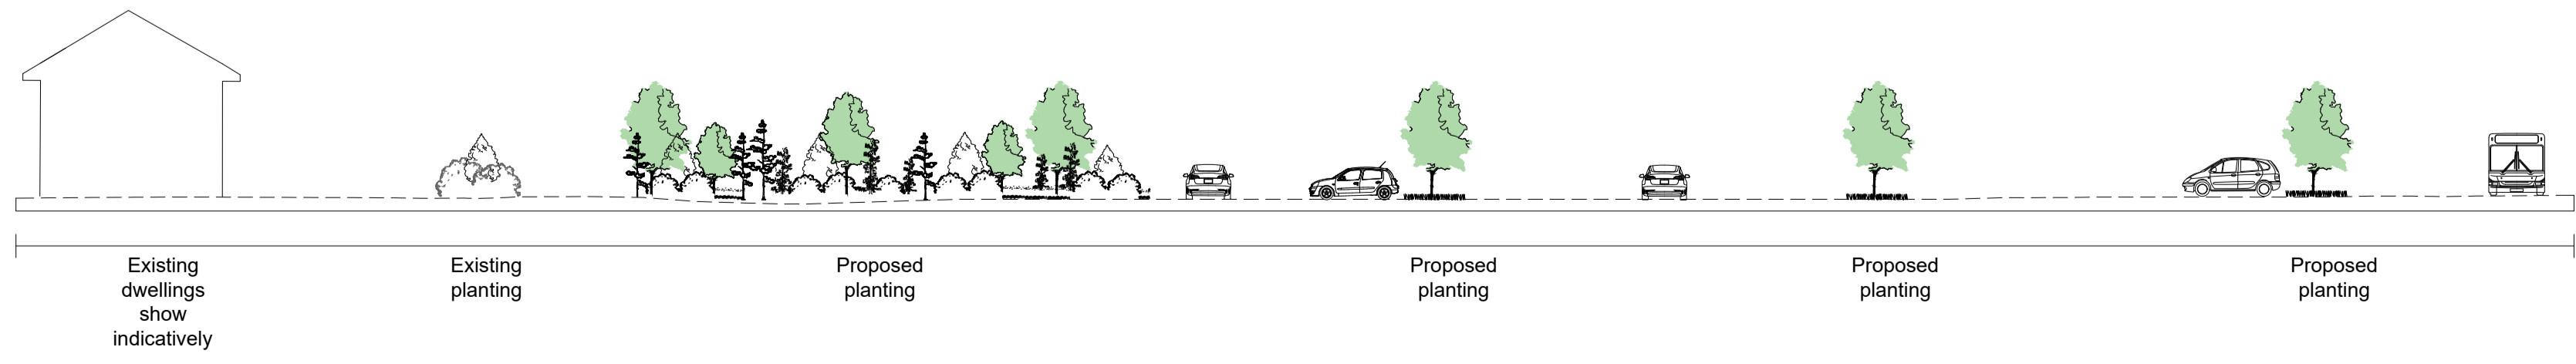 Existing
dwellings
show
indicatively
Existing
planting
Proposed
planting
Proposed
planting
Proposed
planting
Proposed
planting